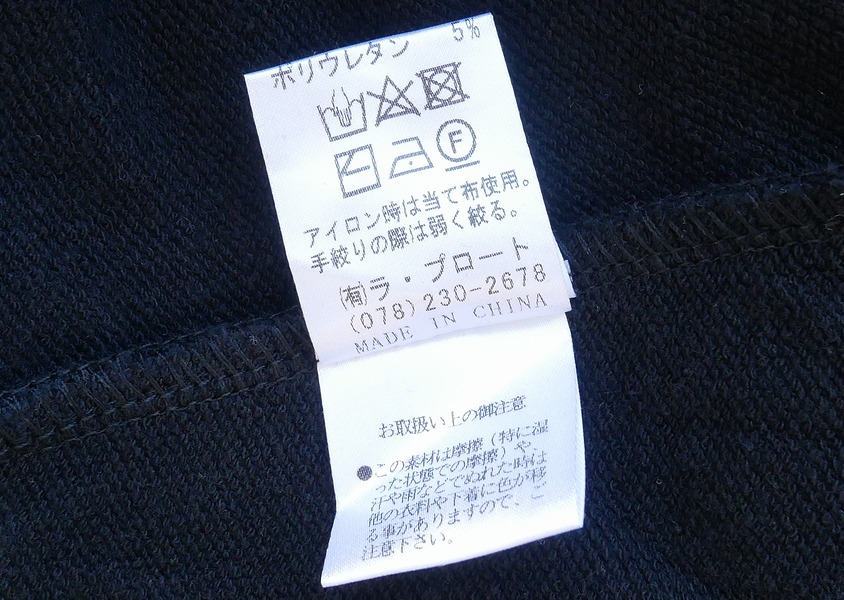 ポリウレタン 5%
F
アイロン時は当て布使用。
手絞りの際は弱く絞る。
(有)ラ・プロート
(078)230-2678
MADE IN CHINA
お取扱い上の御注意
●この素材は摩擦(特に湿
った状態での摩擦)や、
汗や雨などでぬれた時は
他の衣料や下着に色が移
る事がありますので、ご
注意下さい。